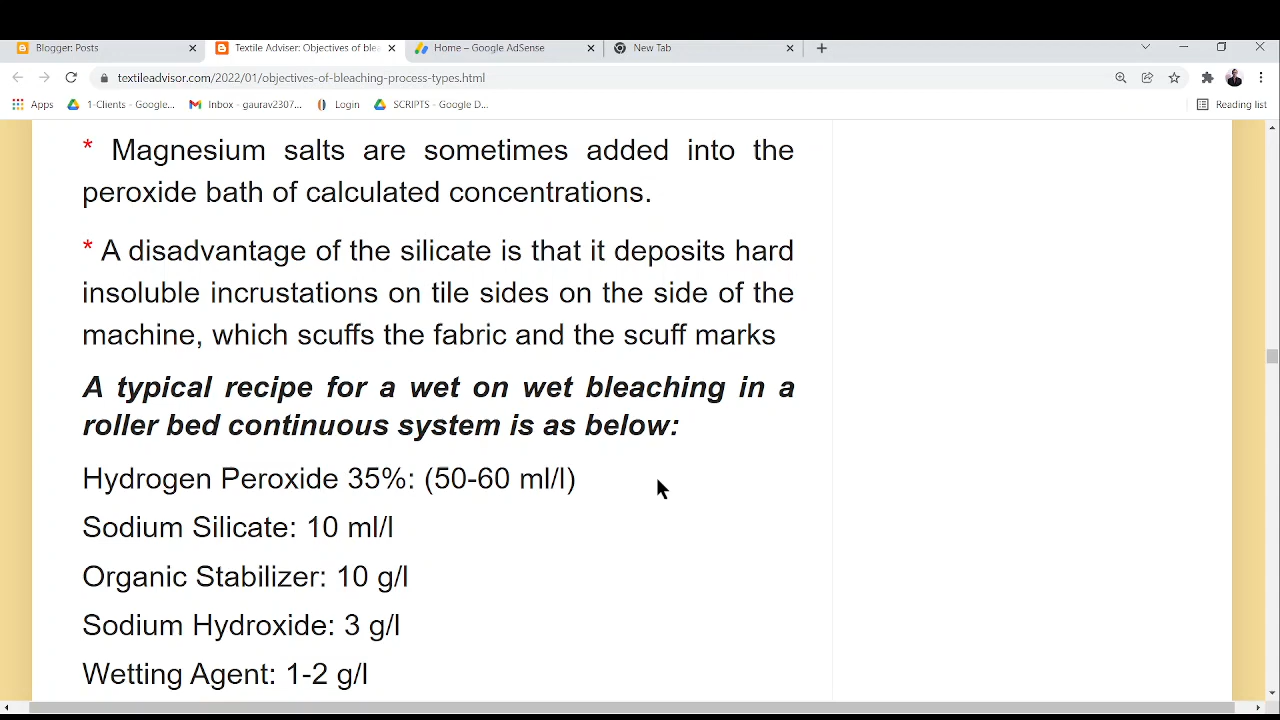 Blogger: Posts
Textile Adviser: Objectives of ble
Home – Google AdSense
New Tab
textileadvisor.com/2022/01/objectives-of-bleaching-process-types.html
Apps
1-Clients - Google...
Inbox - gaurav2307...
Login
SCRIPTS - Google D...
Reading list
* Magnesium salts are sometimes added into the
peroxide bath of calculated concentrations.
* A disadvantage of the silicate is that it deposits hard
insoluble incrustations on tile sides on the side of the
machine, which scuffs the fabric and the scuff marks
A typical recipe for a wet on wet bleaching in a
roller bed continuous system is as below:
Hydrogen Peroxide 35%: (50-60 ml/l)
Sodium Silicate: 10 ml/l
Organic Stabilizer: 10 g/l
Sodium Hydroxide: 3 g/l
Wetting Agent: 1-2 g/l